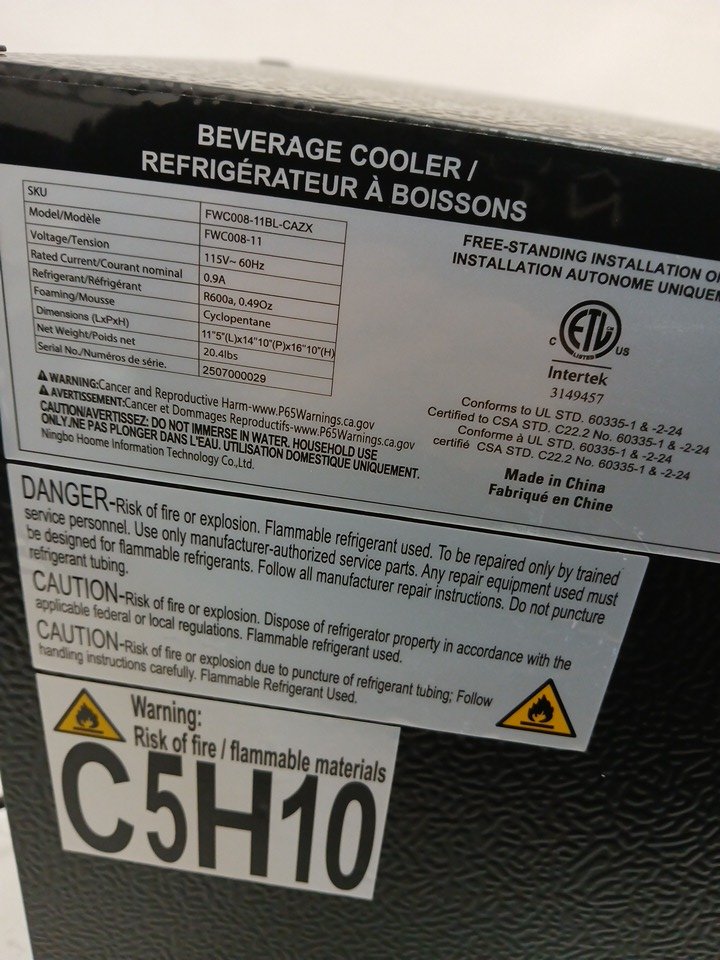 BEVERAGE COOLER /
REFRIGÉRATEUR À BOISSONS
SKU FWC008-11BL-CAZX
Model/Modèle FWC008-11
Voltage/Tension 115V~ 60Hz
Rated Current/Courant nominal 0.9A
Refrigerant/Réfrigérant R600a, 0.49Oz
Foaming/Mousse Cyclopentane
Dimensions (LxPxH) 11"5"(L)x14"10"(P)x16"10"(H)
Net Weight/Poids net 20.4lbs
Serial No./Numéros de série. 2507000029
WARNING:Cancer and Reproductive Harm-www.P65Warnings.ca.gov
AVERTISSEMENT:Cancer et Dommages Reproductifs-www.P65Warnings.ca.gov
CAUTION/AVERTISSEZ: DO NOT IMMERSE IN WATER. HOUSEHOLD USE
ONLY./NE PAS PLONGER DANS L'EAU. UTILISATION DOMESTIQUE UNIQUEMENT.
Ningbo Hoome Information Technology Co.,Ltd.
FREE-STANDING INSTALLATION
INSTALLATION AUTONOME
C ETL US
LISTED
Intertek
3149457
Conforms to UL STD. 60335-1 & -2-24
Certified to CSA STD. C22.2 No. 60335-1 & -2-24
Conforme à UL STD. 60335-1 & -2-24
certifié CSA STD. C22.2 No. 60335-1 & -2-24
Made in China
Fabriqué en Chine
DANGER-Risk of fire or explosion. Flammable refrigerant used. To be repaired only by trained
service personnel. Use only manufacturer-authorized service parts. Any repair equipment used must
be designed for flammable refrigerants. Follow all manufacturer repair instructions. Do not puncture
refrigerant tubing.
CAUTION-Risk of fire or explosion. Dispose of refrigerator property in accordance with the
applicable federal or local regulations. Flammable refrigerant used.
CAUTION-Risk of fire or explosion due to puncture of refrigerant tubing; Follow
handling instructions carefully. Flammable Refrigerant Used.
Warning:
Risk of fire / flammable materials
C5H10